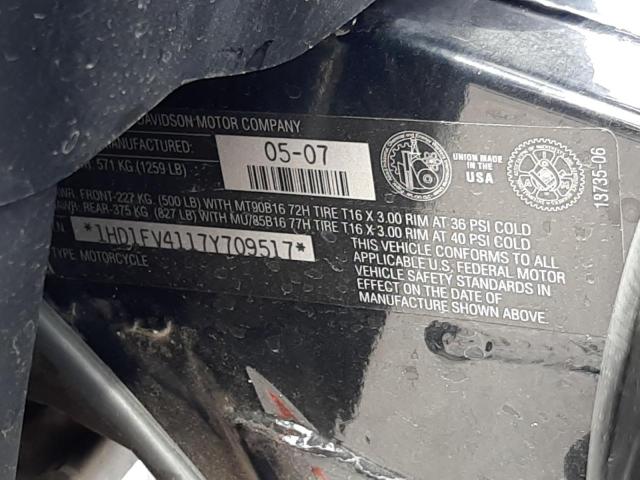 DAVIDSON MOTOR COMPANY
MANUFACTURED: 05-07
571 KG (1259 LB)
UNION MADE
IN THE
USA
13735-06
FRONT-227 KG (500 LB) WITH MT90B16 72H TIRE T16 X 3.00 RIM AT 36 PSI COLD
REAR-375 KG (827 LB) WITH MU85B16 77H TIRE T16 X 3.00 RIM AT 40 PSI COLD
*1HD1FV4117Y709517*
TYPE MOTORCYCLE
THIS VEHICLE CONFORMS TO ALL
APPLICABLE U.S. FEDERAL MOTOR
VEHICLE SAFETY STANDARDS IN
EFFECT ON THE DATE OF
MANUFACTURE SHOWN ABOVE.